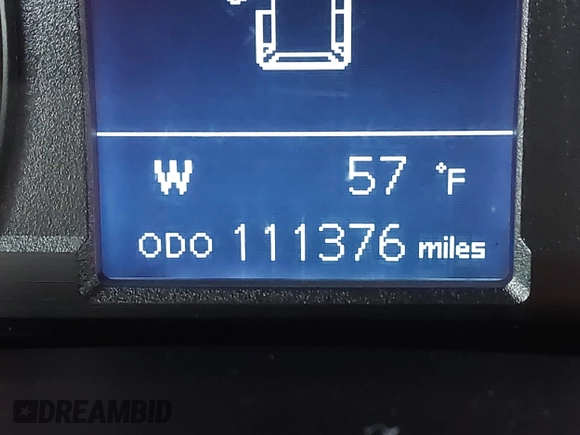 W 57 °F
ODO 111376 miles
DREAMBID